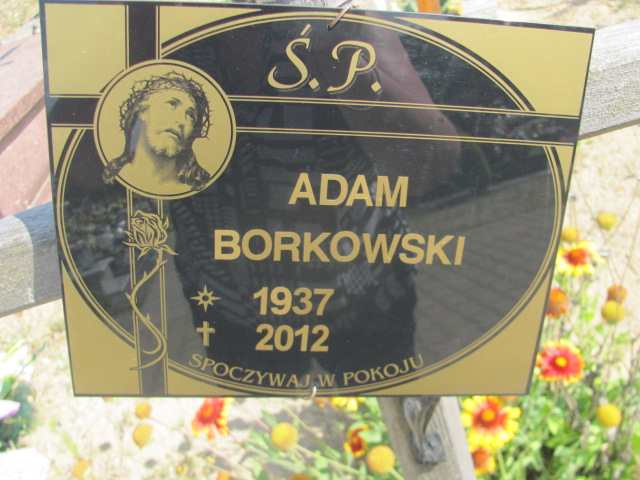 Ś.P.
ADAM
BORKOWSKI
1937
2012
SPOCZYWAJ W POKOJU